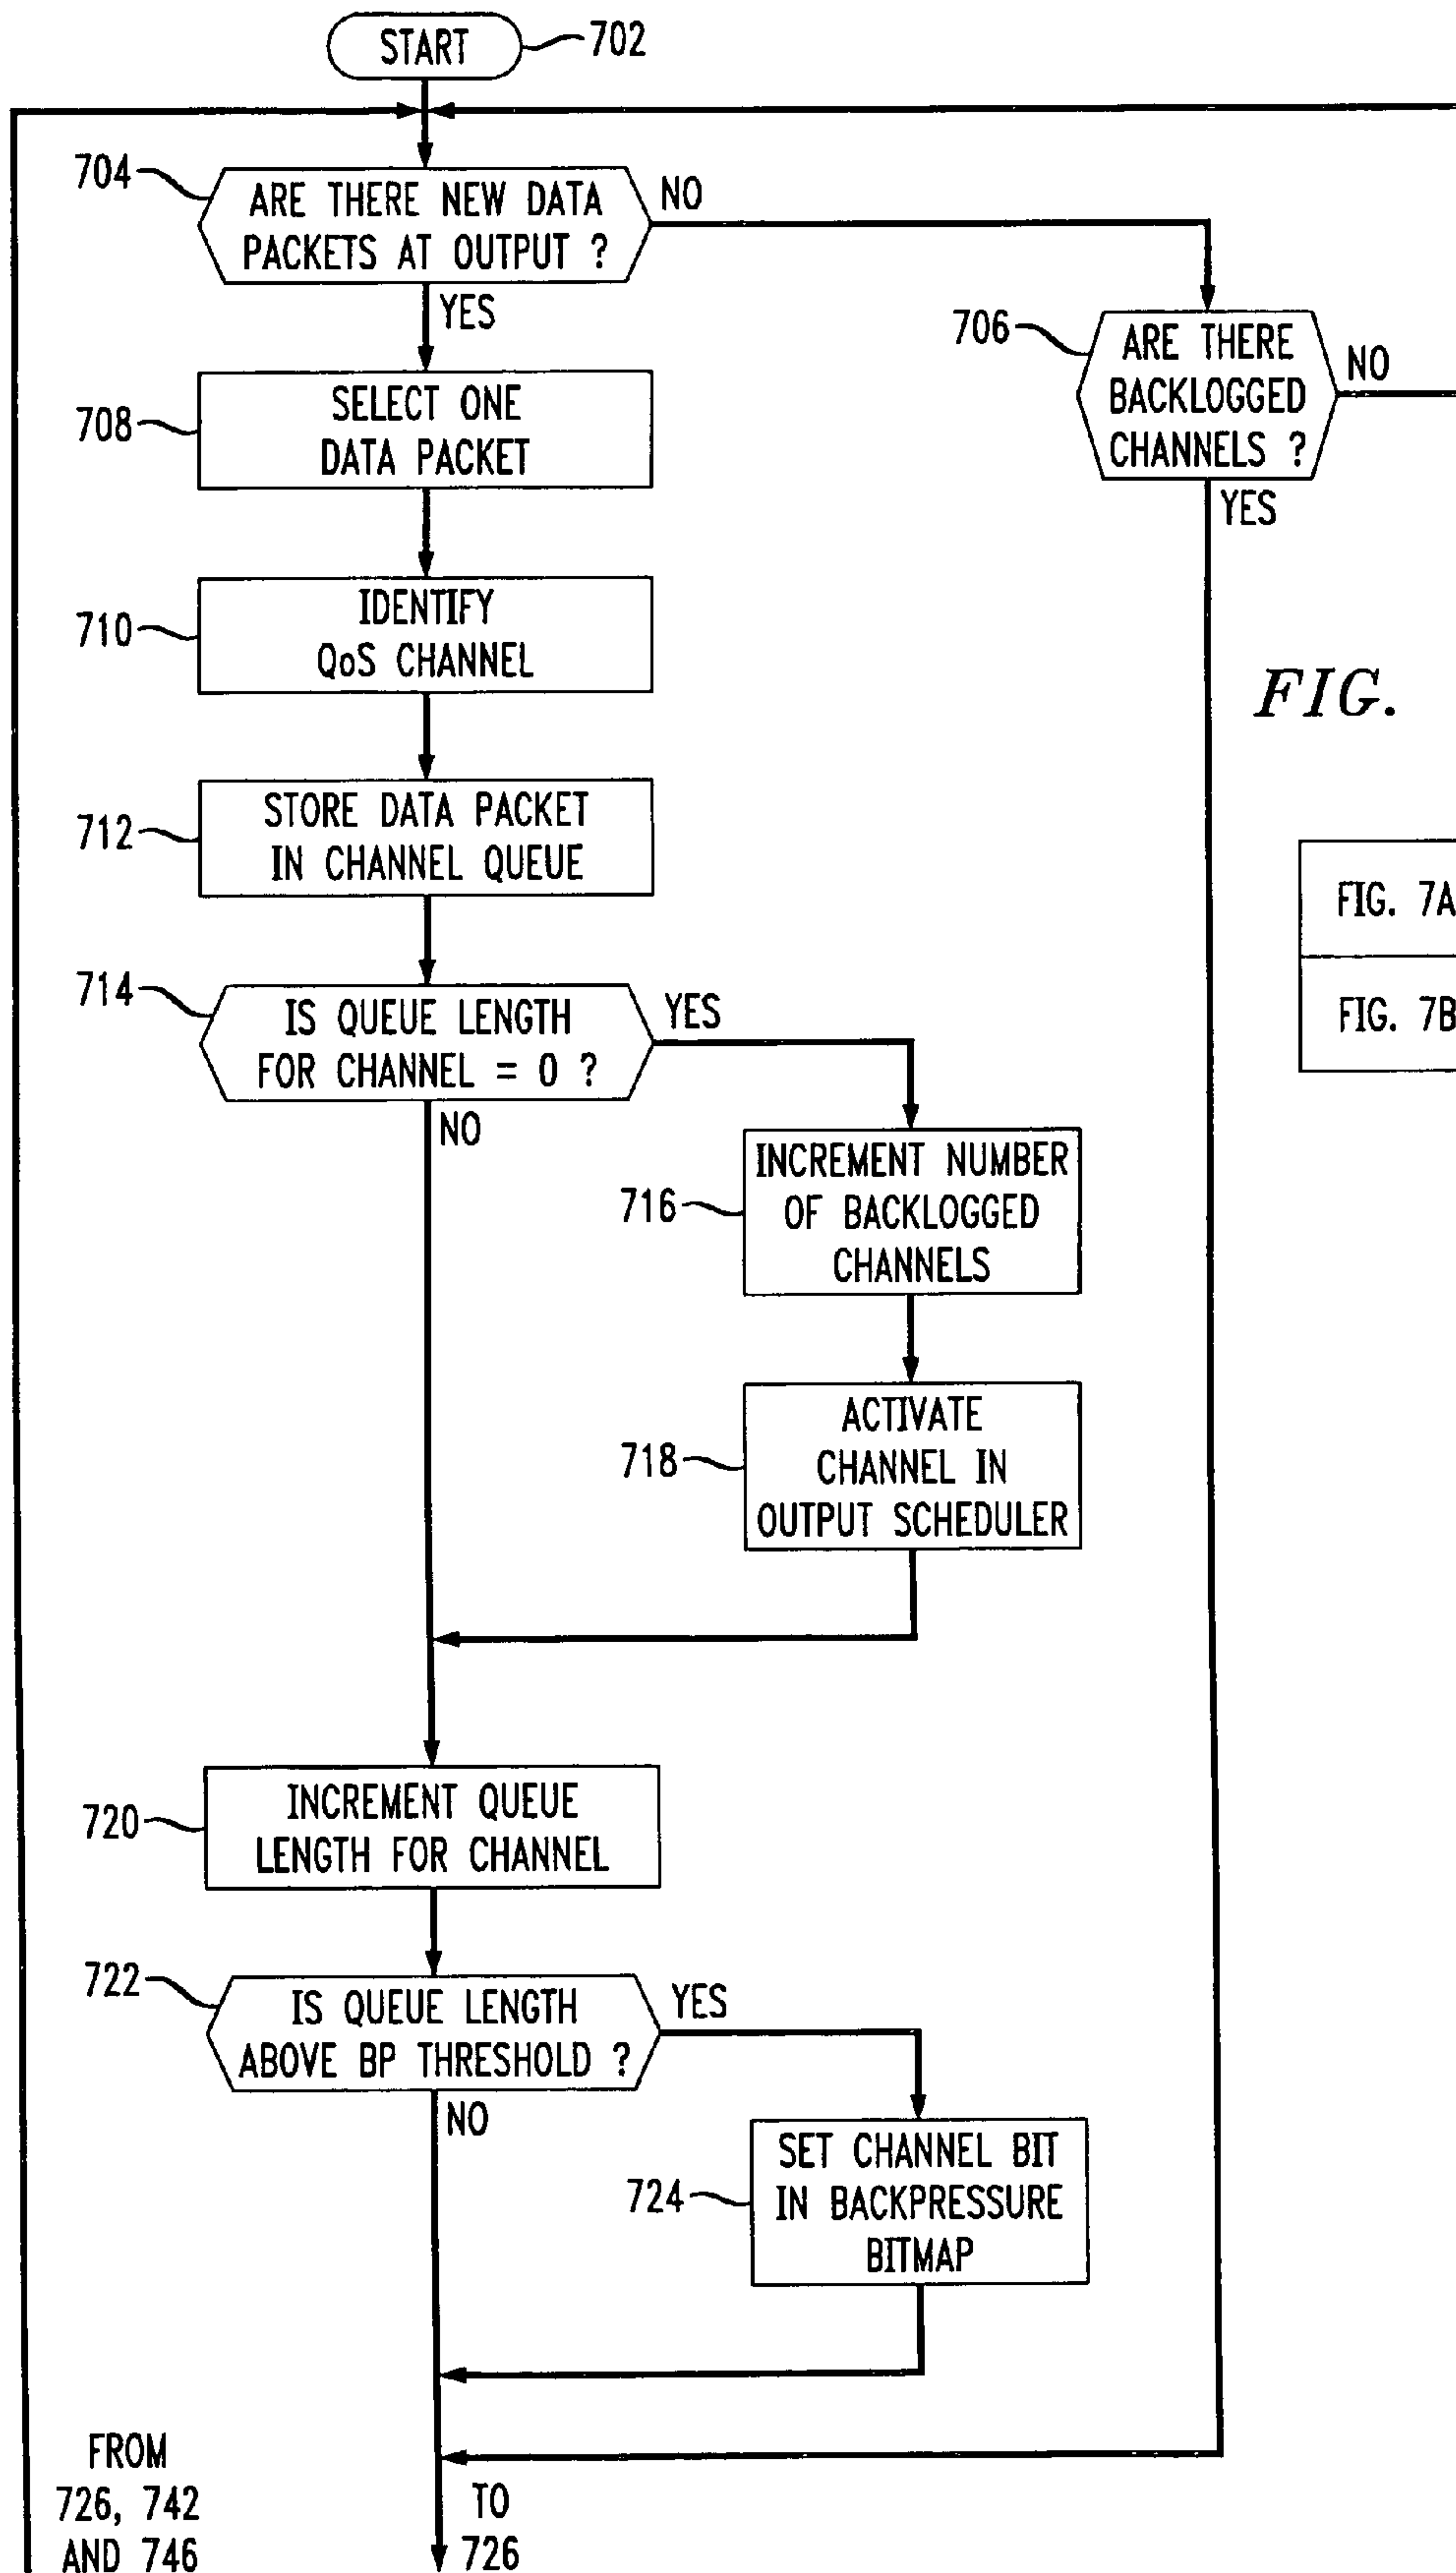 START
702
704
ARE THERE NEW DATA
PACKETS AT OUTPUT ?
NO
YES
706
ARE THERE
BACKLOGGED
CHANNELS ?
NO
YES
708
SELECT ONE
DATA PACKET
710
IDENTIFY
QoS CHANNEL
FIG.
712
STORE DATA PACKET
IN CHANNEL QUEUE
FIG. 7A
FIG. 7B
714
IS QUEUE LENGTH
FOR CHANNEL = 0 ?
YES
NO
716
INCREMENT NUMBER
OF BACKLOGGED
CHANNELS
718
ACTIVATE
CHANNEL IN
OUTPUT SCHEDULER
720
INCREMENT QUEUE
LENGTH FOR CHANNEL
722
IS QUEUE LENGTH
ABOVE BP THRESHOLD ?
YES
NO
724
SET CHANNEL BIT
IN BACKPRESSURE
BITMAP
FROM
726, 742
AND 746
TO
726